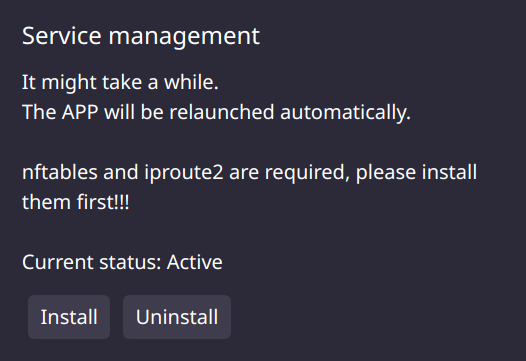 Service management
It might take a while.
The APP will be relaunched automatically.
nftables and iproute2 are required, please install
them first!!!
Current status: Active
Install
Uninstall